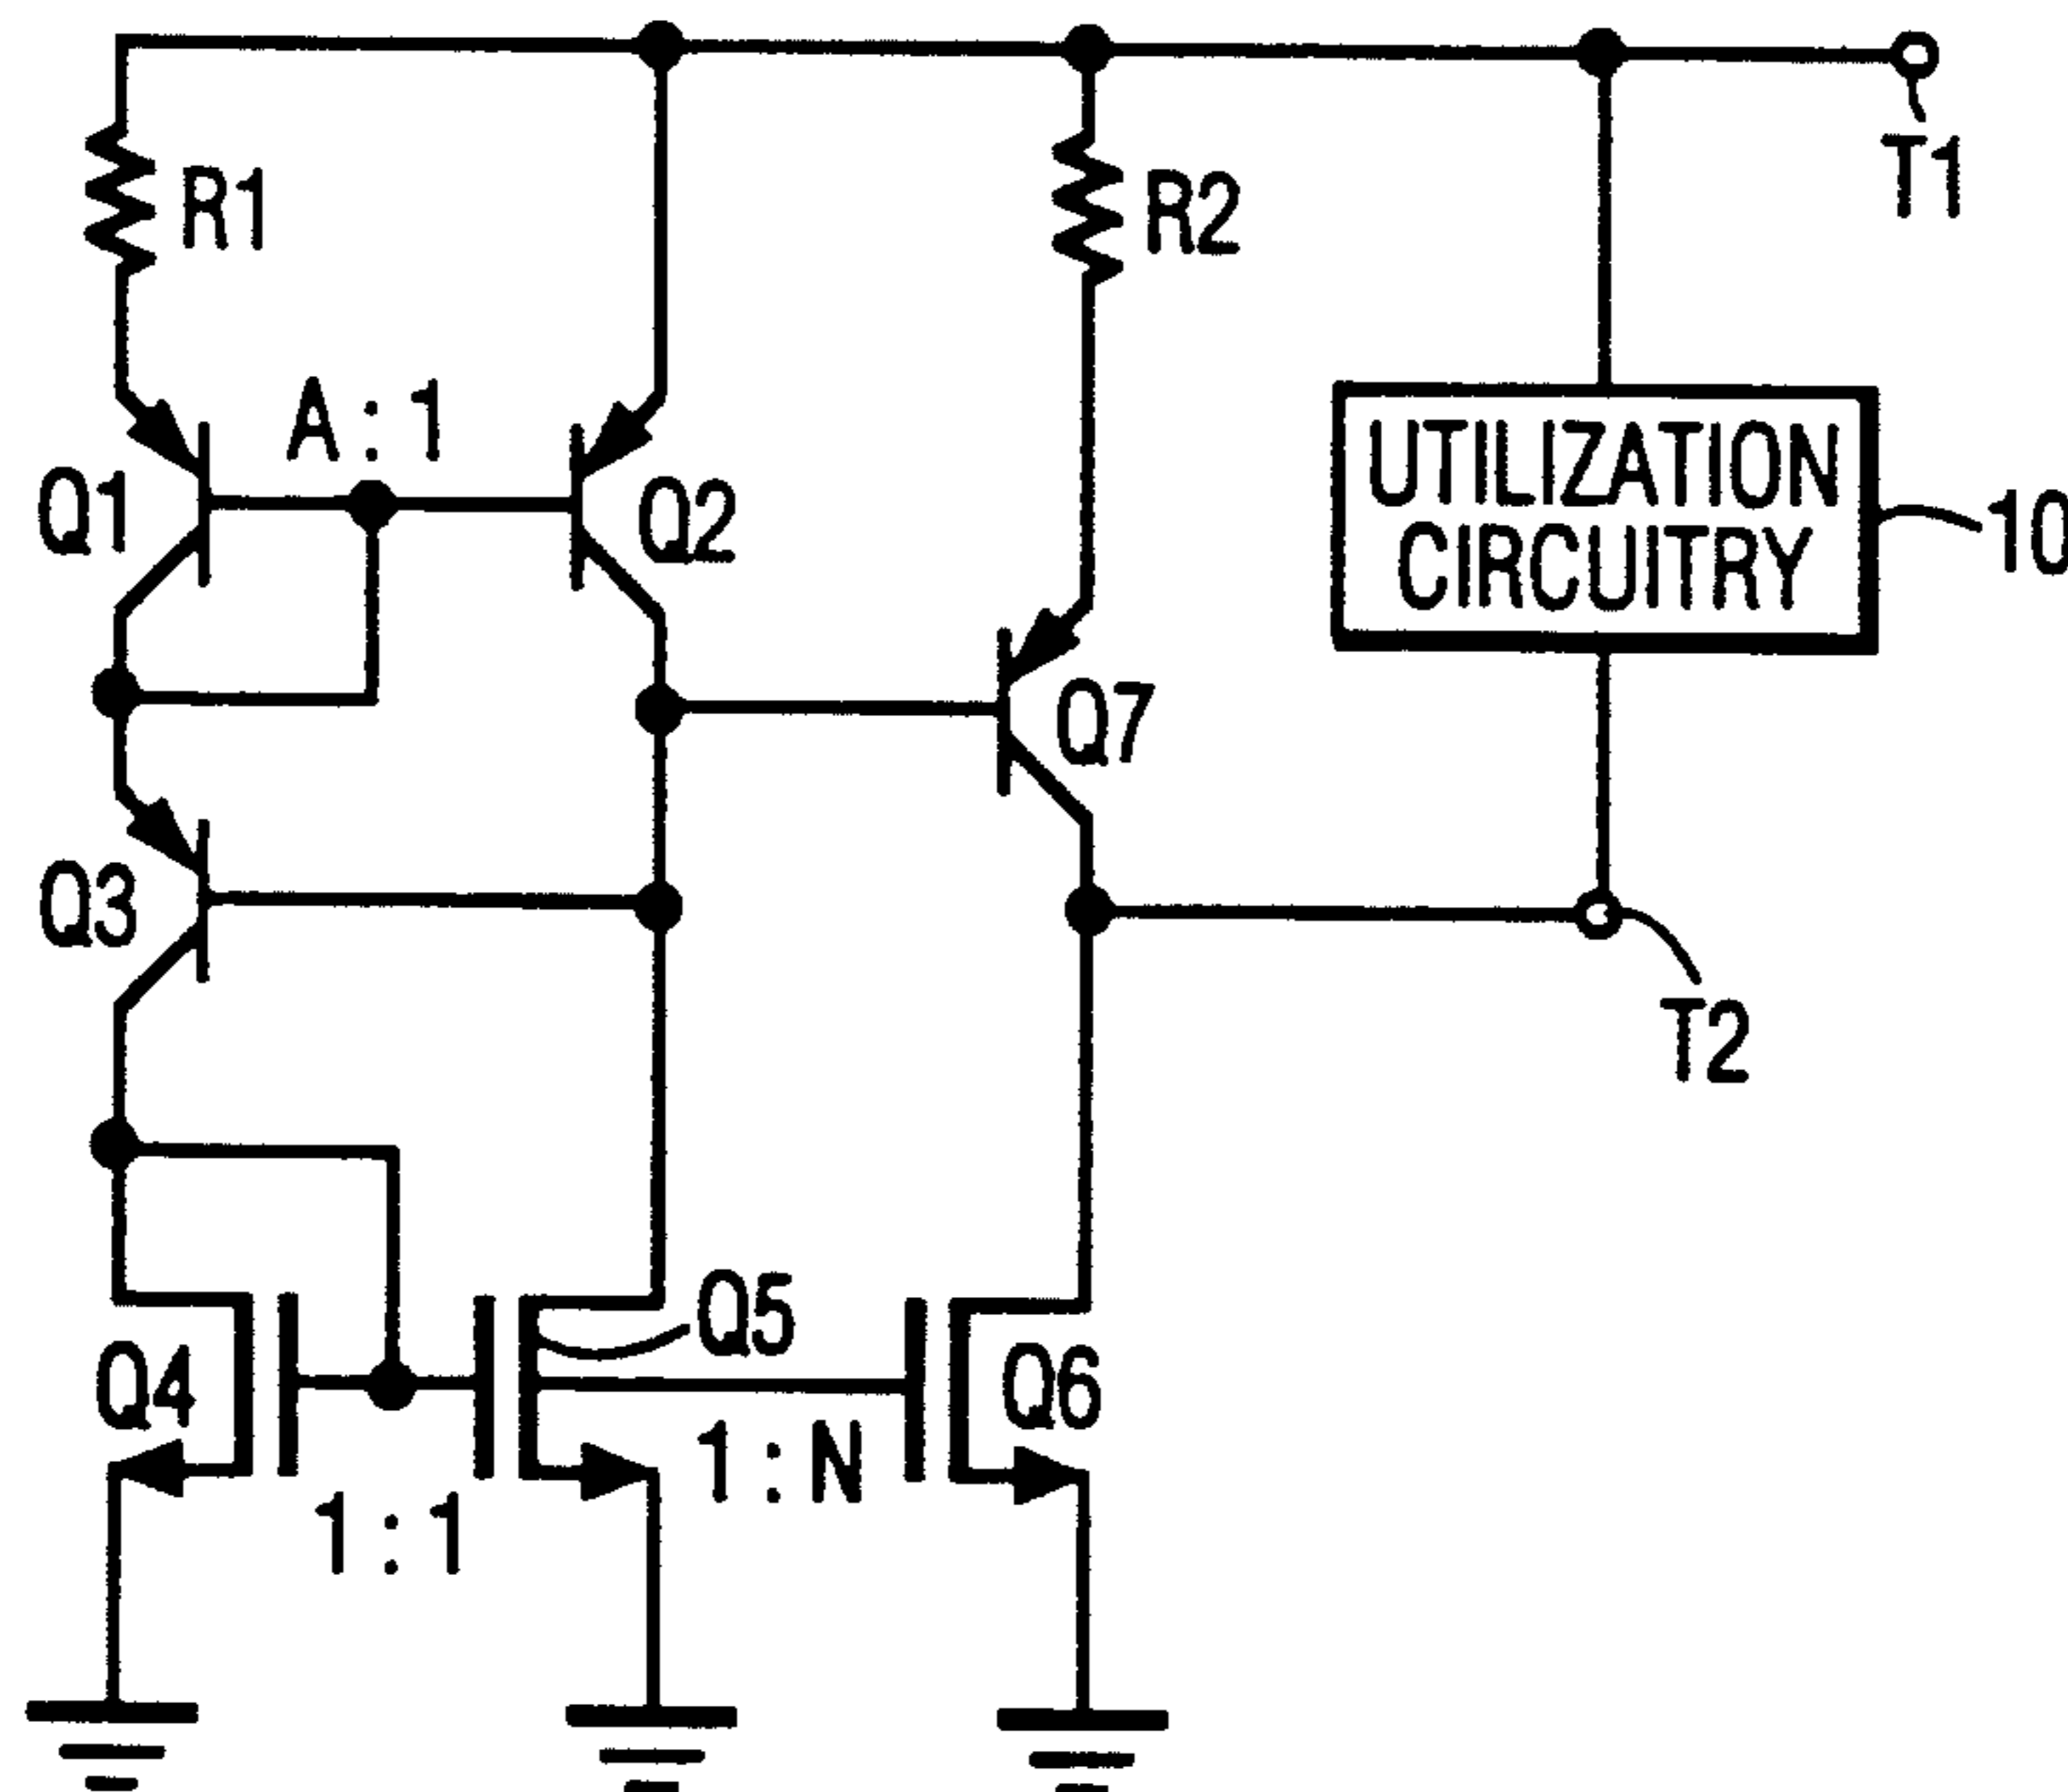 R1
R2
T1
A:1
Q1
Q2
UTILIZATION
CIRCUITRY
10
Q7
Q3
T2
Q5
Q4
Q6
1:N
1:1